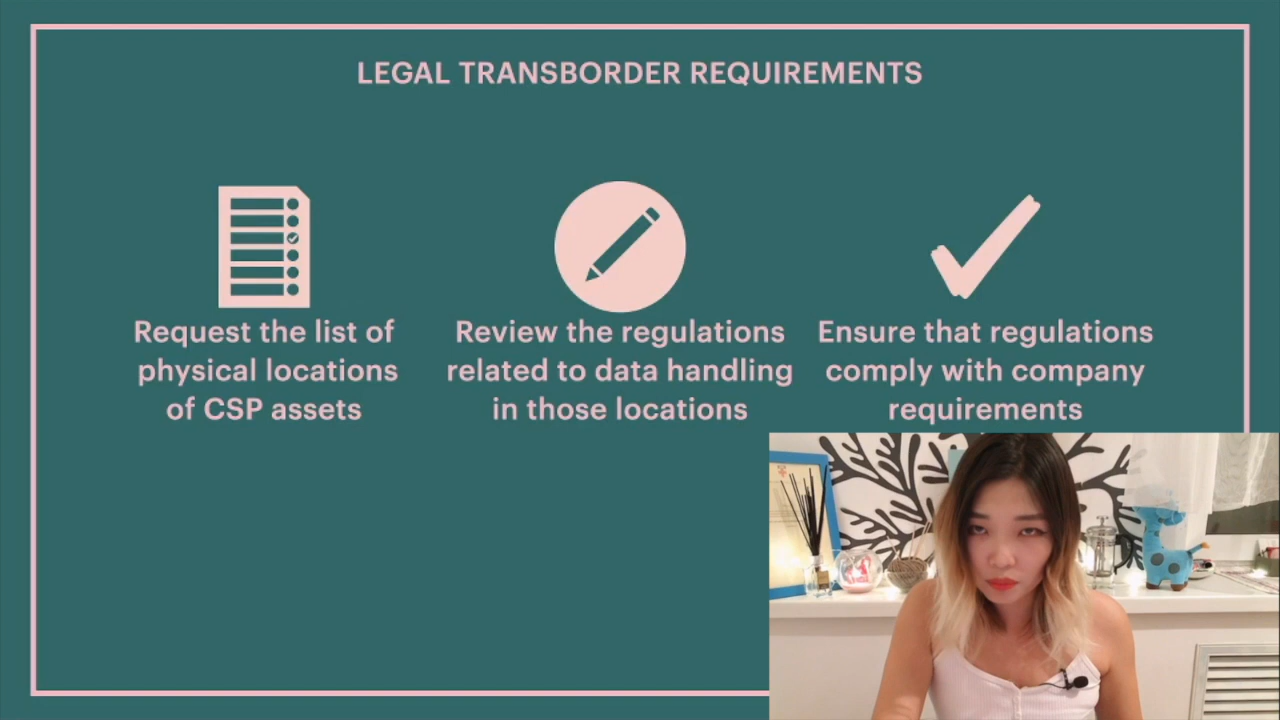 LEGAL TRANSBORDER REQUIREMENTS
Request the list of
physical locations
of CSP assets
Review the regulations
related to data handling
in those locations
Ensure that regulations
comply with company
requirements